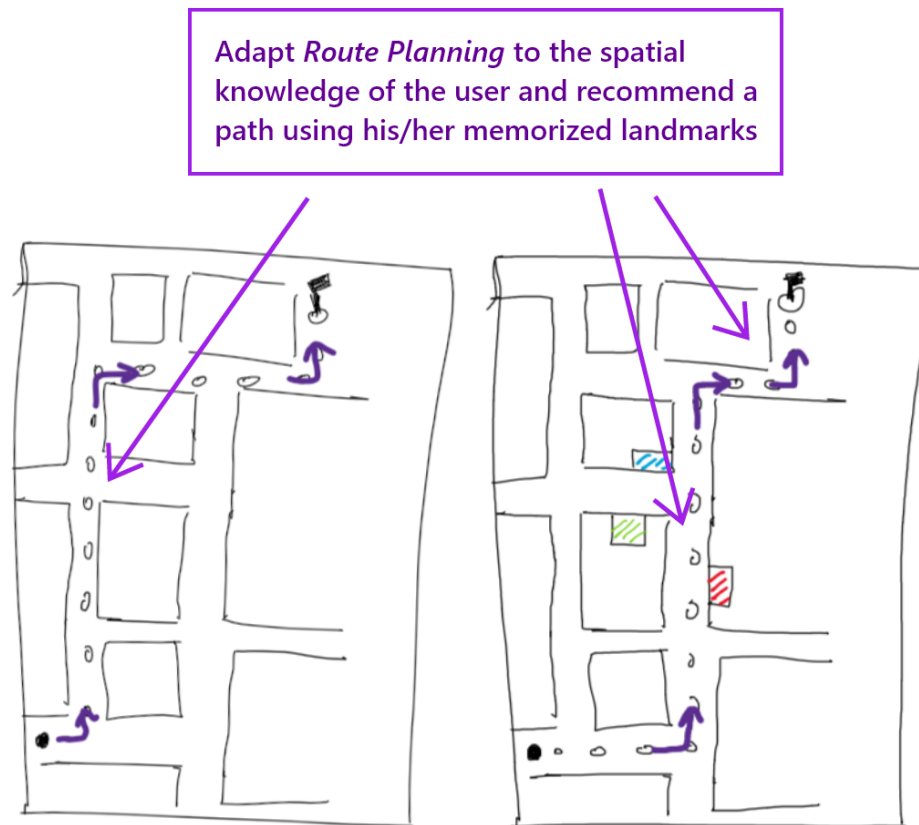 Adapt Route Planning to the spatial
knowledge of the user and recommend a
path using his/her memorized landmarks